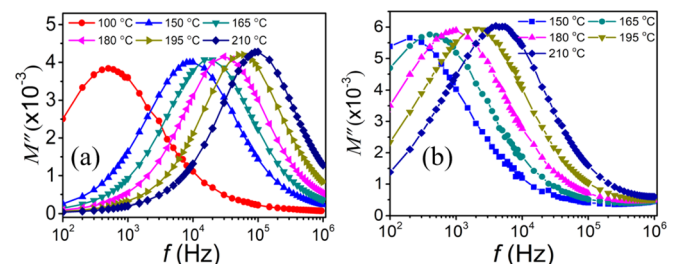 100 °C 150 °C 165 °C
180 °C 195 °C 210 °C
M″(x10⁻³)
5
4
3
2
1
0
(a)
10² 10³ 10⁴ 10⁵ 10⁶
f (Hz)
150 °C 165 °C
180 °C 195 °C
210 °C
M″(x10⁻³)
6
5
4
3
2
1
0
(b)
10² 10³ 10⁴ 10⁵ 10⁶
f (Hz)